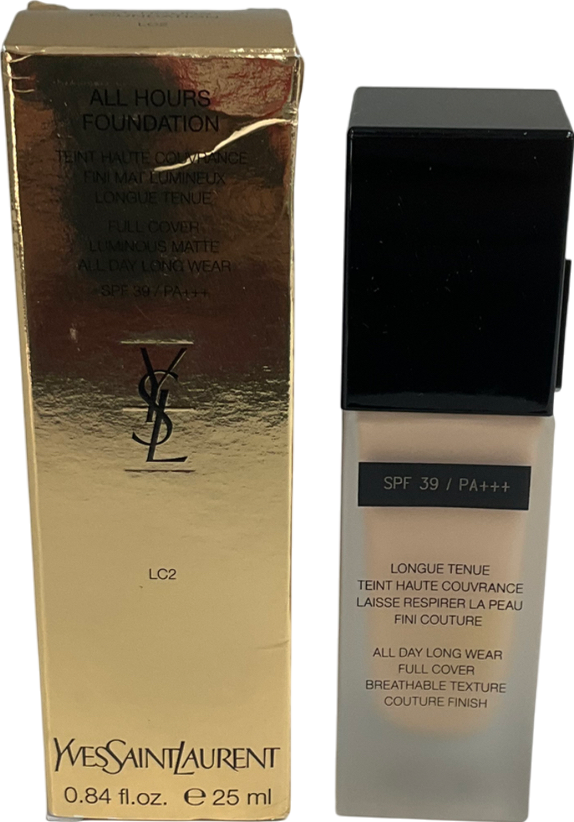 FOUNDATION
LC2
ALL HOURS
FOUNDATION
TEINT HAUTE COUVRANCE
FINI MAT LUMINEUX
LONGUE TENUE
FULL COVER
LUMINOUS MATTE
ALL DAY LONG WEAR
SPF 39 / PA+++
YSL
LC2
YVESSAINTLAURENT
0.84 fl.oz. ℮ 25 ml
SPF 39 / PA+++
LONGUE TENUE
TEINT HAUTE COUVRANCE
LAISSE RESPIRER LA PEAU
FINI COUTURE
ALL DAY LONG WEAR
FULL COVER
BREATHABLE TEXTURE
COUTURE FINISH